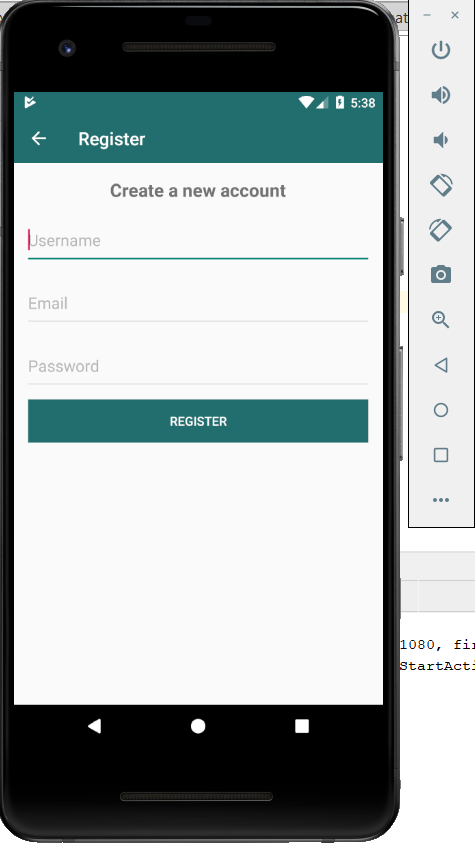 5:38
Register
Create a new account
Username
Email
Password
REGISTER
1080, fir
StartActi